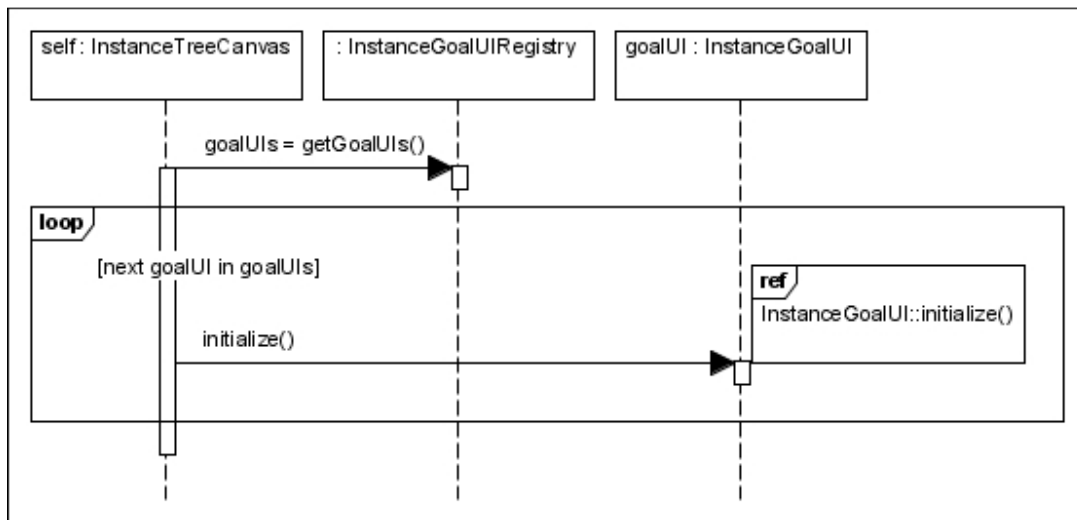 self : InstanceTreeCanvas
: InstanceGoalUIRegistry
goalUI : InstanceGoalUI
goalUIs = getGoalUIs()
loop
[next goalUI in goalUIs]
ref
InstanceGoalUI::initialize()
initialize()